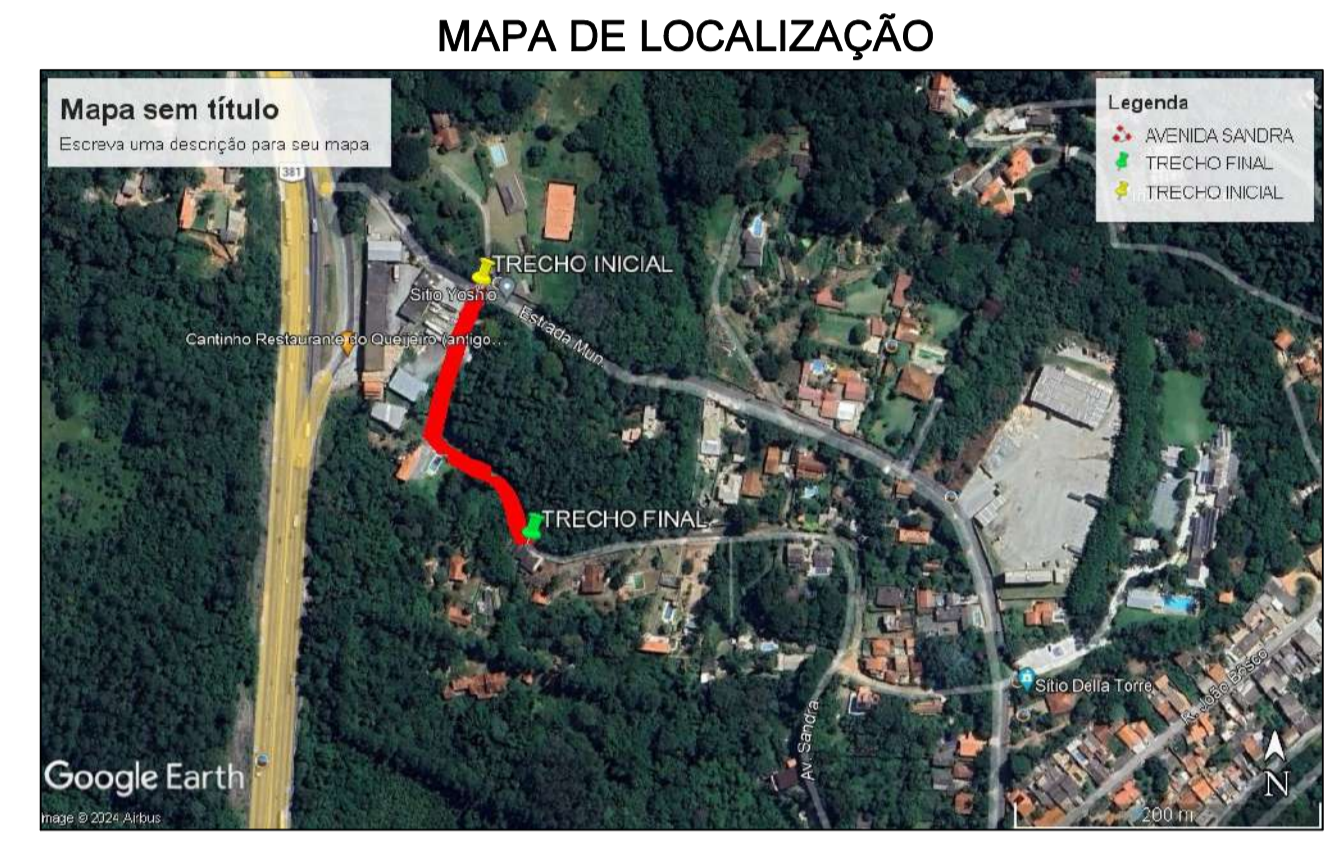 MAPA DE LOCALIZAÇÃO
Mapa sem título
Escreva uma descrição para seu mapa.
Legenda
AVENIDA SANDRA
TRECHO FINAL
TRECHO INICIAL
381
TRECHO INICIAL
Sítio Yoshio
Estrada Mun.
Cantinho Restaurante do Queijeiro (antigo...
TRECHO FINAL
Sítio Della Torre
R. João Bosco
Av. Sandra
N
Google Earth
200 m
Image © 2024 Airbus